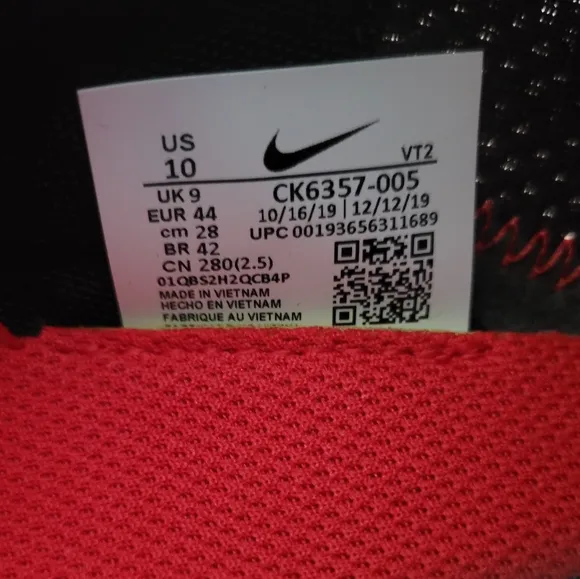 US
10
VT2
UK 9
CK6357-005
EUR 44
10/16/19 | 12/12/19
cm 28
UPC 00193656311689
BR 42
CN 280(2.5)
01QBS2H2QCB4P
MADE IN VIETNAM
HECHO EN VIETNAM
FABRIQUE AU VIETNAM